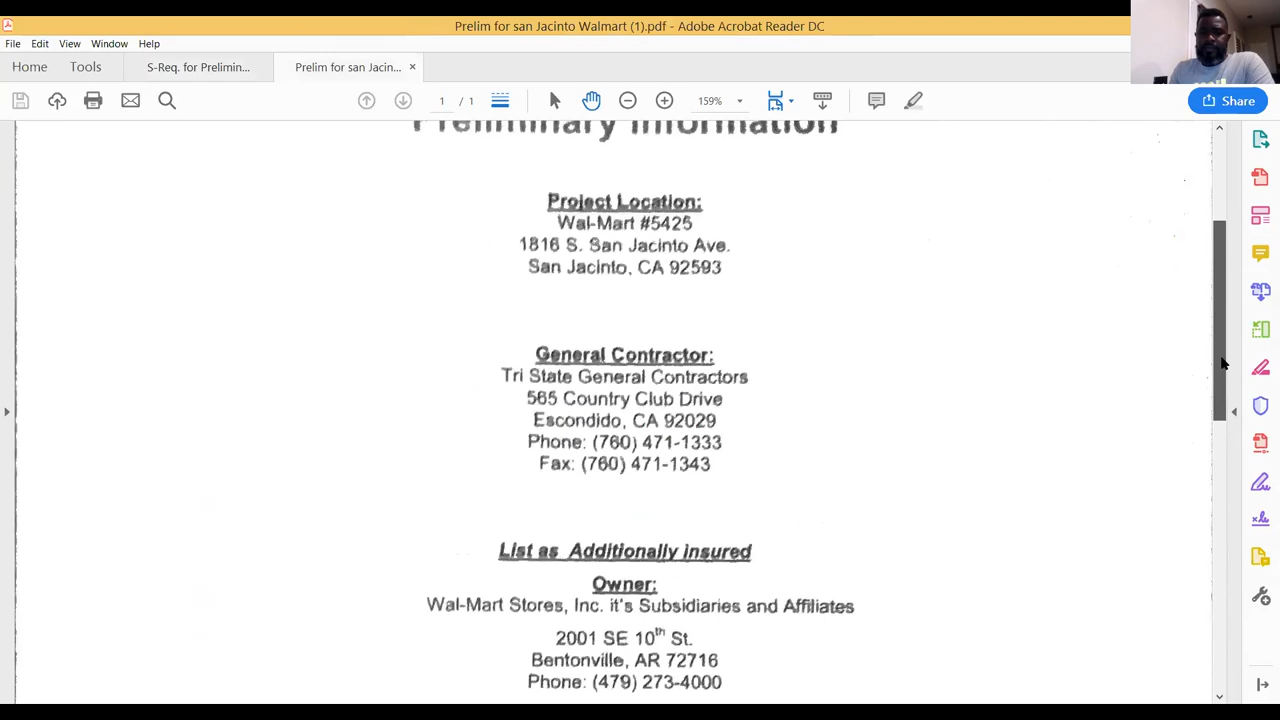 Prelim for san Jacinto Walmart (1).pdf - Adobe Acrobat Reader DC
File Edit View Window Help
Home Tools S-Req. for Prelimin... Prelim for san Jacin... ×
1 / 1 159% Share
Preliminary Information
Project Location:
Wal-Mart #5425
1816 S. San Jacinto Ave.
San Jacinto, CA 92593
General Contractor:
Tri State General Contractors
565 Country Club Drive
Escondido, CA 92029
Phone: (760) 471-1333
Fax: (760) 471-1343
List as Additionally insured
Owner:
Wal-Mart Stores, Inc. it's Subsidiaries and Affiliates
2001 SE 10th St.
Bentonville, AR 72716
Phone: (479) 273-4000